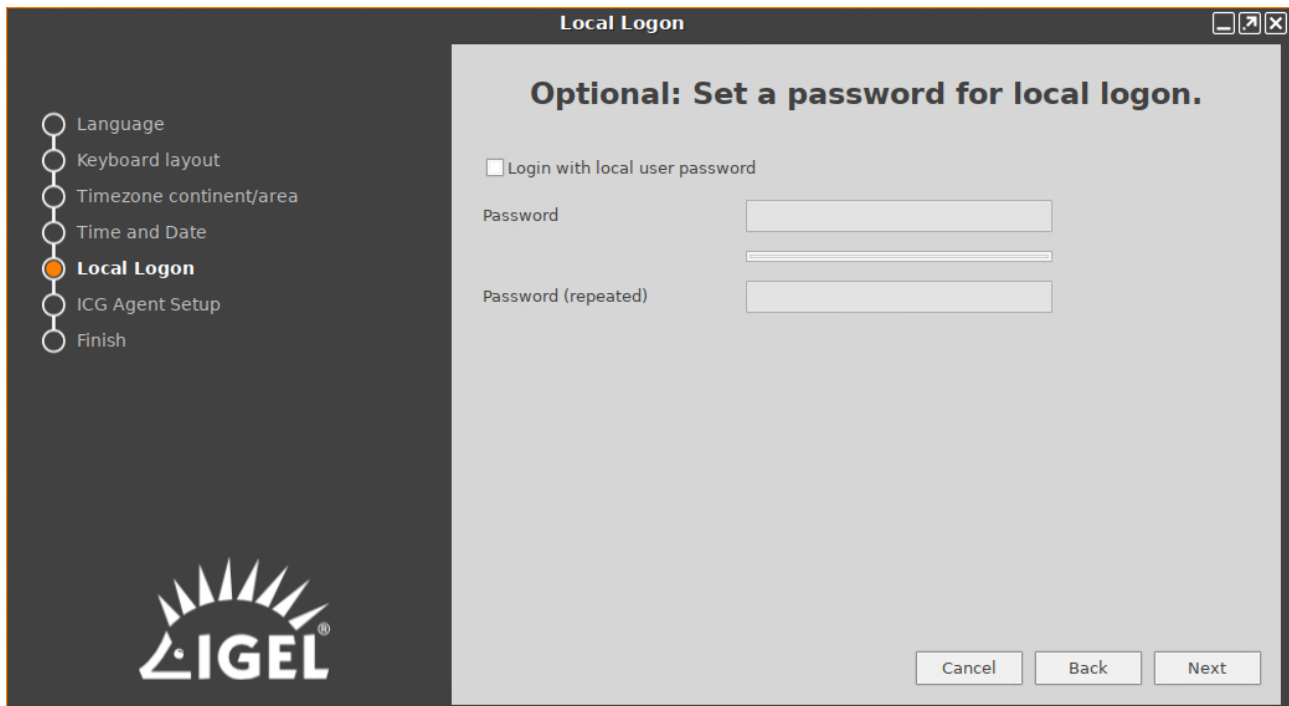 Local Logon
Language
Keyboard layout
Timezone continent/area
Time and Date
Local Logon
ICG Agent Setup
Finish
IGEL®
Optional: Set a password for local logon.
Login with local user password
Password
Password (repeated)
Cancel
Back
Next